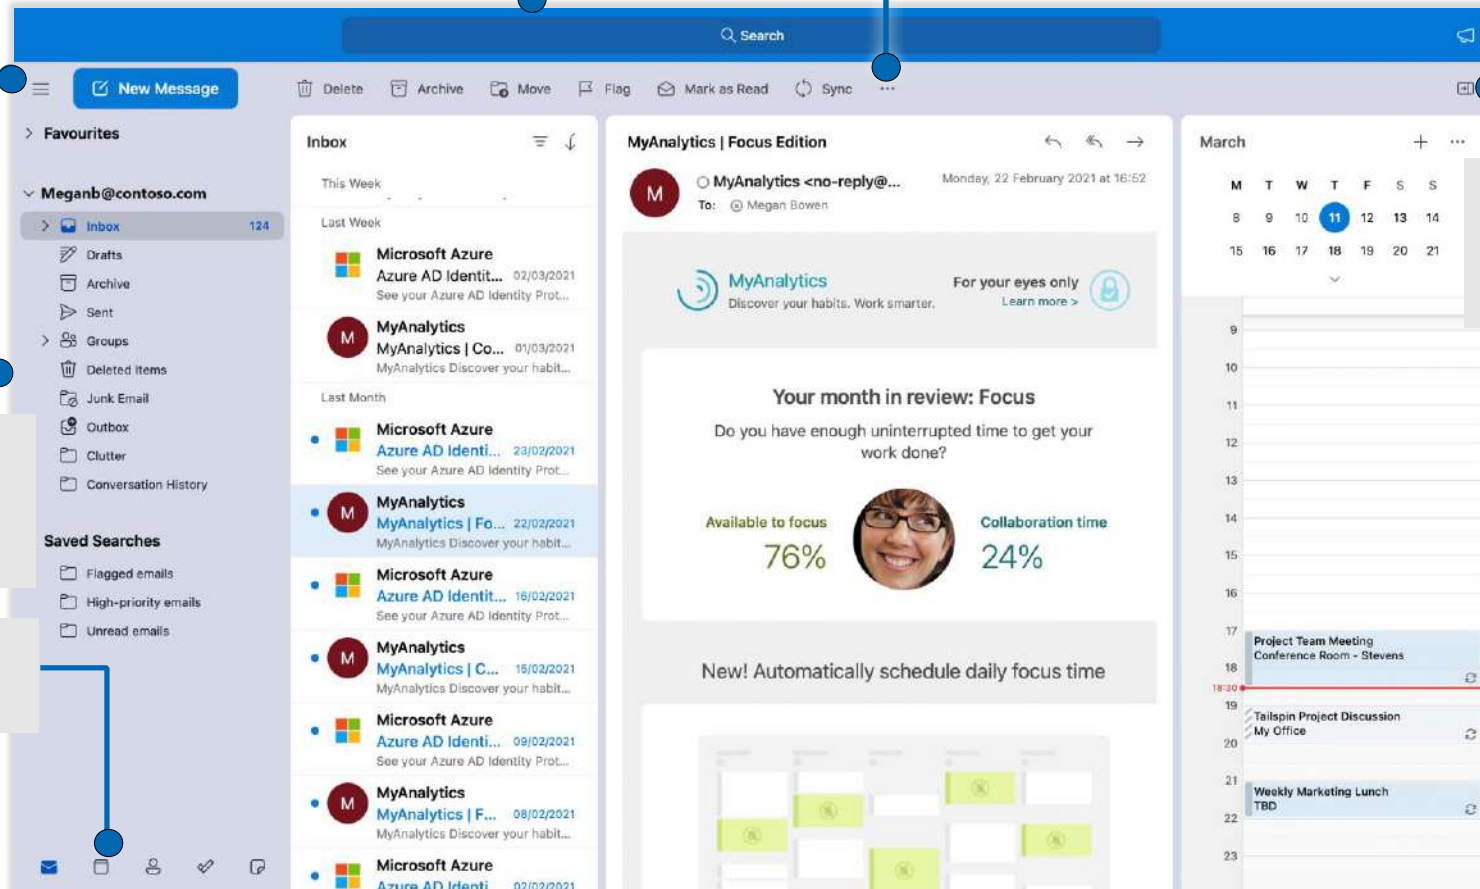 Search
New Message
Delete
Archive
Move
Flag
Mark as Read
Sync
Favourites
Meganb@contoso.com
Inbox 124
Drafts
Archive
Sent
Groups
Deleted Items
Junk Email
Outbox
Clutter
Conversation History
Saved Searches
Flagged emails
High-priority emails
Unread emails
Inbox
This Week
Last Week
Microsoft Azure
Azure AD Identit... 02/03/2021
See your Azure AD Identity Prot...
M
MyAnalytics
MyAnalytics | Co... 01/03/2021
MyAnalytics Discover your habit...
Last Month
Microsoft Azure
Azure AD Identi... 23/02/2021
See your Azure AD Identity Prot...
M
MyAnalytics
MyAnalytics | Fo... 22/02/2021
MyAnalytics Discover your habit...
Microsoft Azure
Azure AD Identit... 16/02/2021
See your Azure AD Identity Prot...
M
MyAnalytics
MyAnalytics | C... 15/02/2021
MyAnalytics Discover your habit...
Microsoft Azure
Azure AD Identi... 09/02/2021
See your Azure AD Identity Prot...
M
MyAnalytics
MyAnalytics | F... 08/02/2021
MyAnalytics Discover your habit...
Microsoft Azure
Azure AD Identi... 02/02/2021
MyAnalytics | Focus Edition
M
MyAnalytics <no-reply@...
Monday, 22 February 2021 at 16:52
To: Megan Bowen
MyAnalytics
Discover your habits. Work smarter.
For your eyes only
Learn more >
Your month in review: Focus
Do you have enough uninterrupted time to get your
work done?
Available to focus
76%
Collaboration time
24%
New! Automatically schedule daily focus time
March
M T W T F S S
8 9 10 11 12 13 14
15 16 17 18 19 20 21
9
10
11
12
13
14
15
16
17
Project Team Meeting
Conference Room - Stevens
18
18:30
19
Tailspin Project Discussion
My Office
20
21
Weekly Marketing Lunch
TBD
22
23